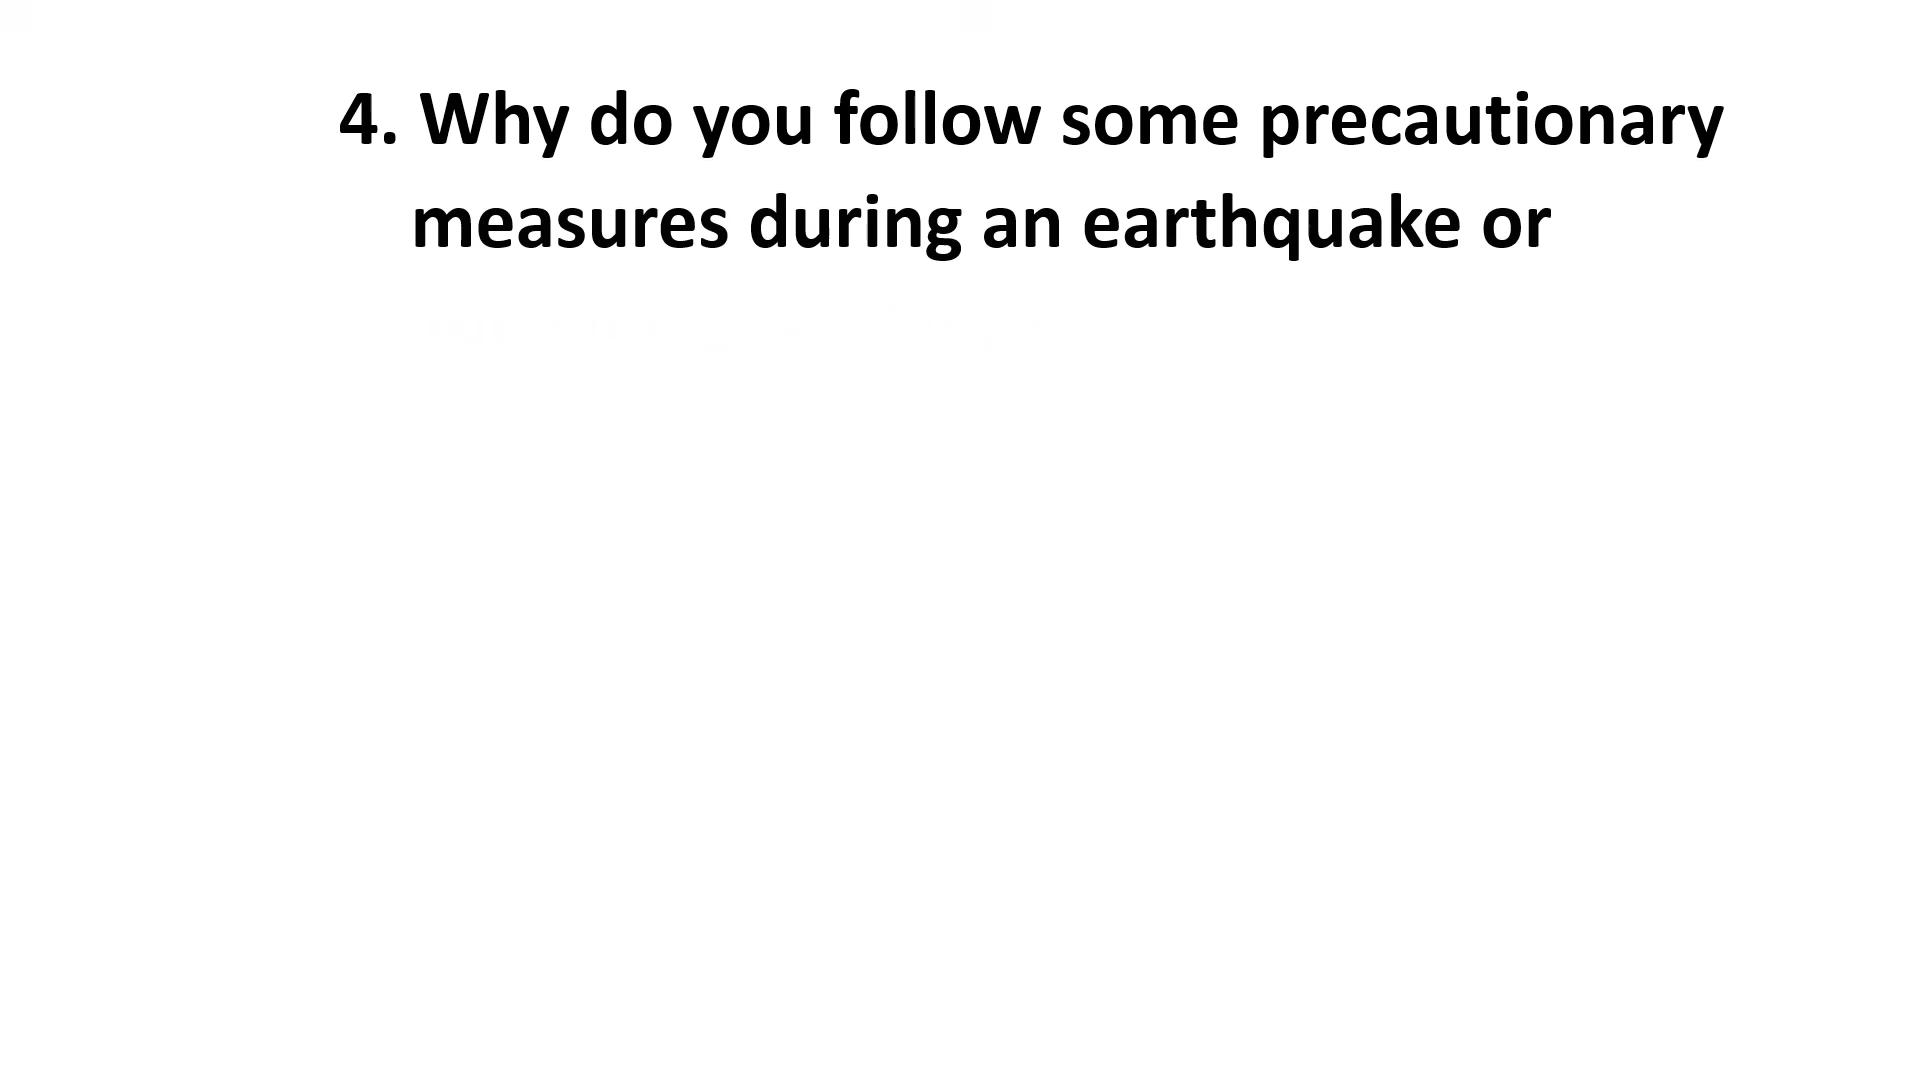 4. Why do you follow some precautionary
measures during an earthquake or